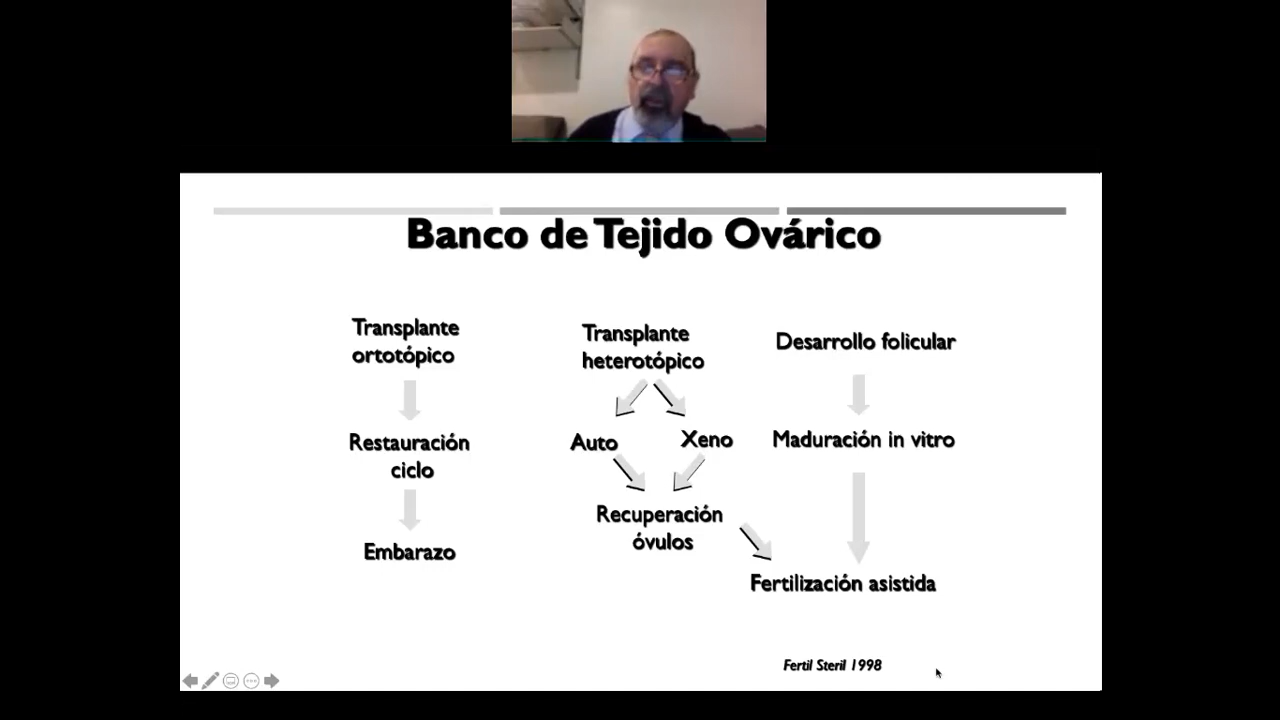 Banco de Tejido Ovárico
Transplante
ortotópico
Restauración
ciclo
Embarazo
Transplante
heterotópico
Auto
Xeno
Recuperación
óvulos
Desarrollo folicular
Maduración in vitro
Fertilización asistida
Fertil Steril 1998